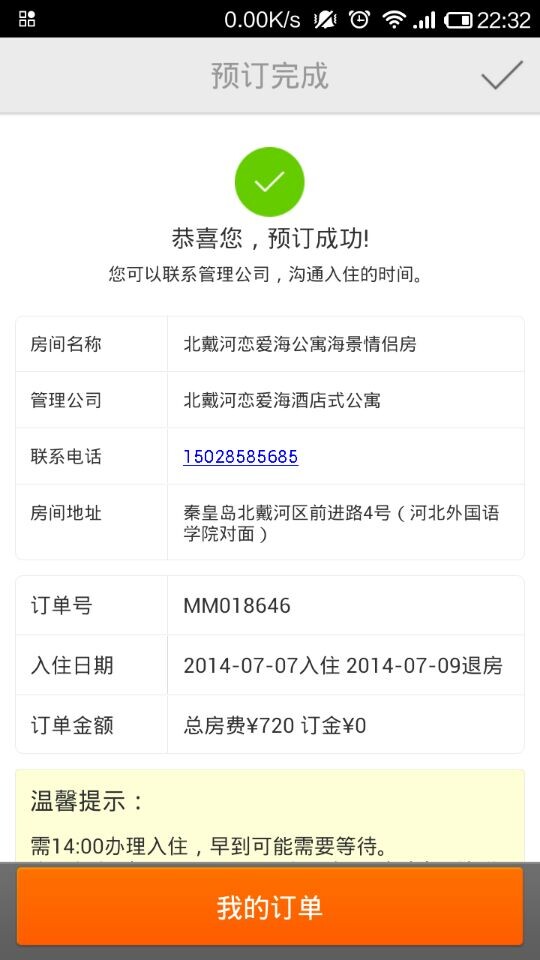 0.00K/s 22:32
预订完成
恭喜您，预订成功!
您可以联系管理公司，沟通入住的时间。
房间名称 北戴河恋爱海公寓海景情侣房
管理公司 北戴河恋爱海酒店式公寓
联系电话 15028585685
房间地址 秦皇岛北戴河区前进路4号（河北外国语
学院对面）
订单号 MM018646
入住日期 2014-07-07入住 2014-07-09退房
订单金额 总房费¥720 订金¥0
温馨提示：
需14:00办理入住，早到可能需要等待。
我的订单